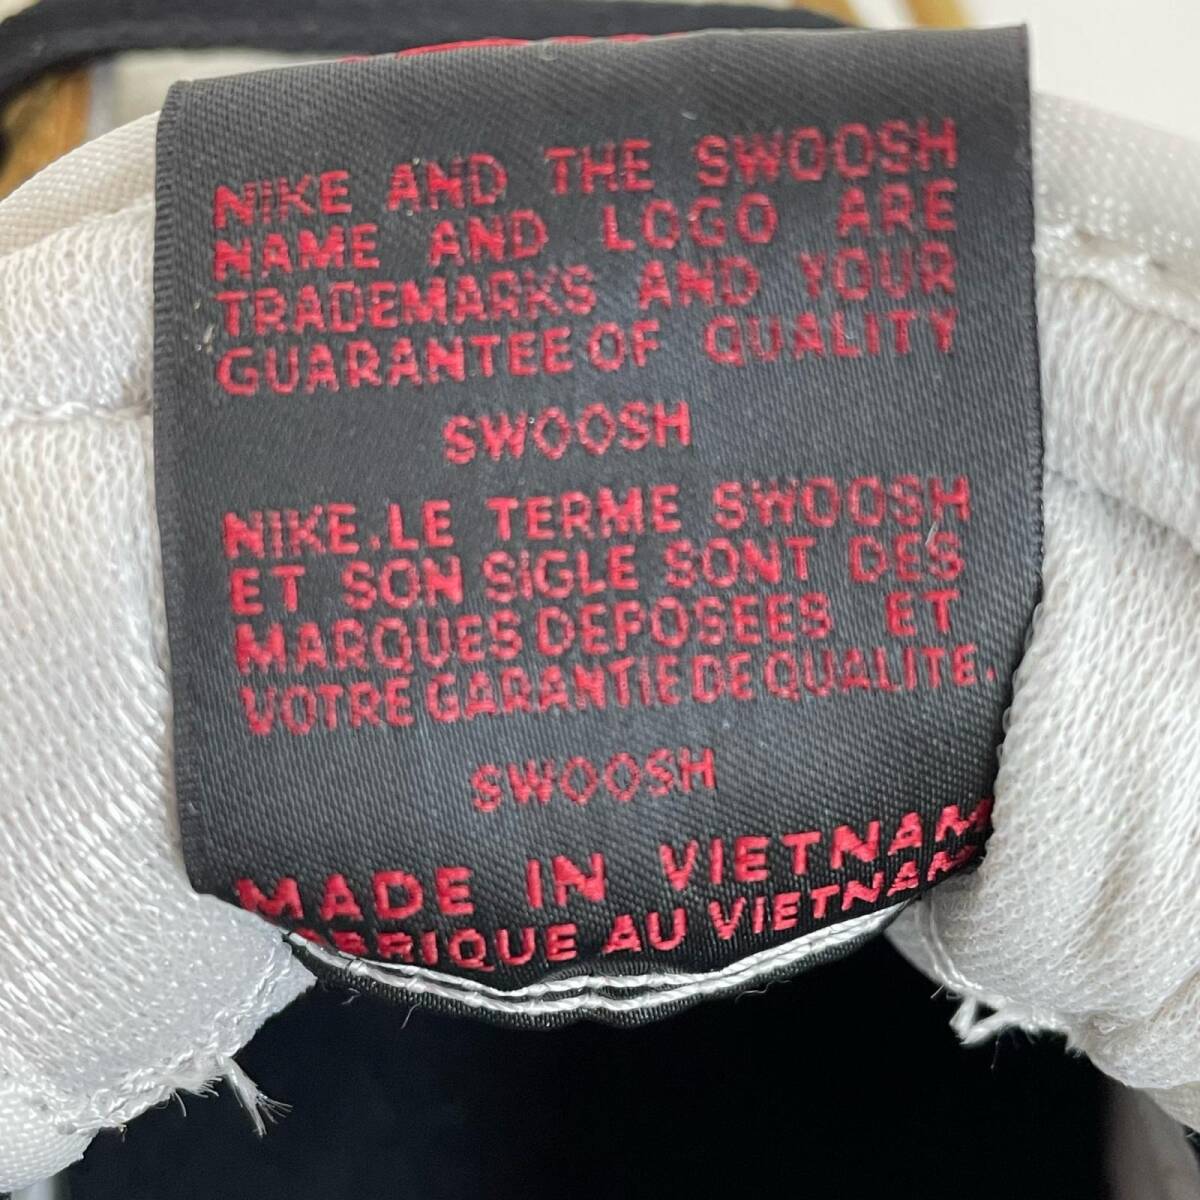 NIKE AND THE SWOOSH
NAME AND LOGO ARE
TRADEMARKS AND YOUR
GUARANTEE OF QUALITY
SWOOSH
NIKE.LE TERME SWOOSH
ET SON SIGLE SONT DES
MARQUES DEPOSEES ET
VOTRE GARANTIE DE QUALITE.
SWOOSH
MADE IN VIETNAM
FABRIQUE AU VIETNAM